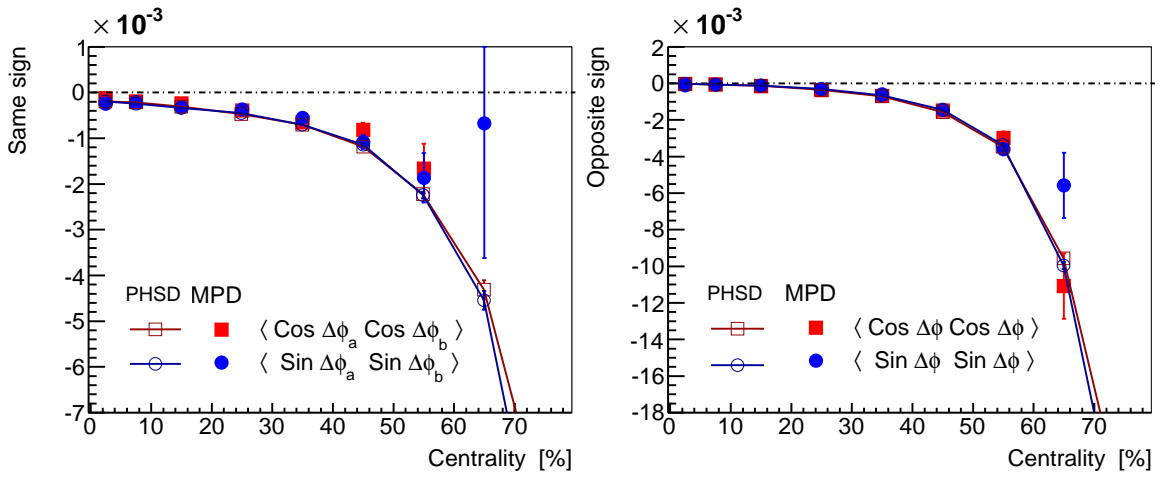 × 10⁻³
Same sign
1
0
-1
-2
-3
-4
-5
-6
-7
PHSD MPD
⟨ Cos Δϕₐ Cos Δϕ_b ⟩
⟨ Sin Δϕₐ Sin Δϕ_b ⟩
0 10 20 30 40 50 60 70
Centrality [%]
× 10⁻³
Opposite sign
2
0
-2
-4
-6
-8
-10
-12
-14
-16
-18
PHSD MPD
⟨ Cos Δϕ Cos Δϕ ⟩
⟨ Sin Δϕ Sin Δϕ ⟩
0 10 20 30 40 50 60 70
Centrality [%]